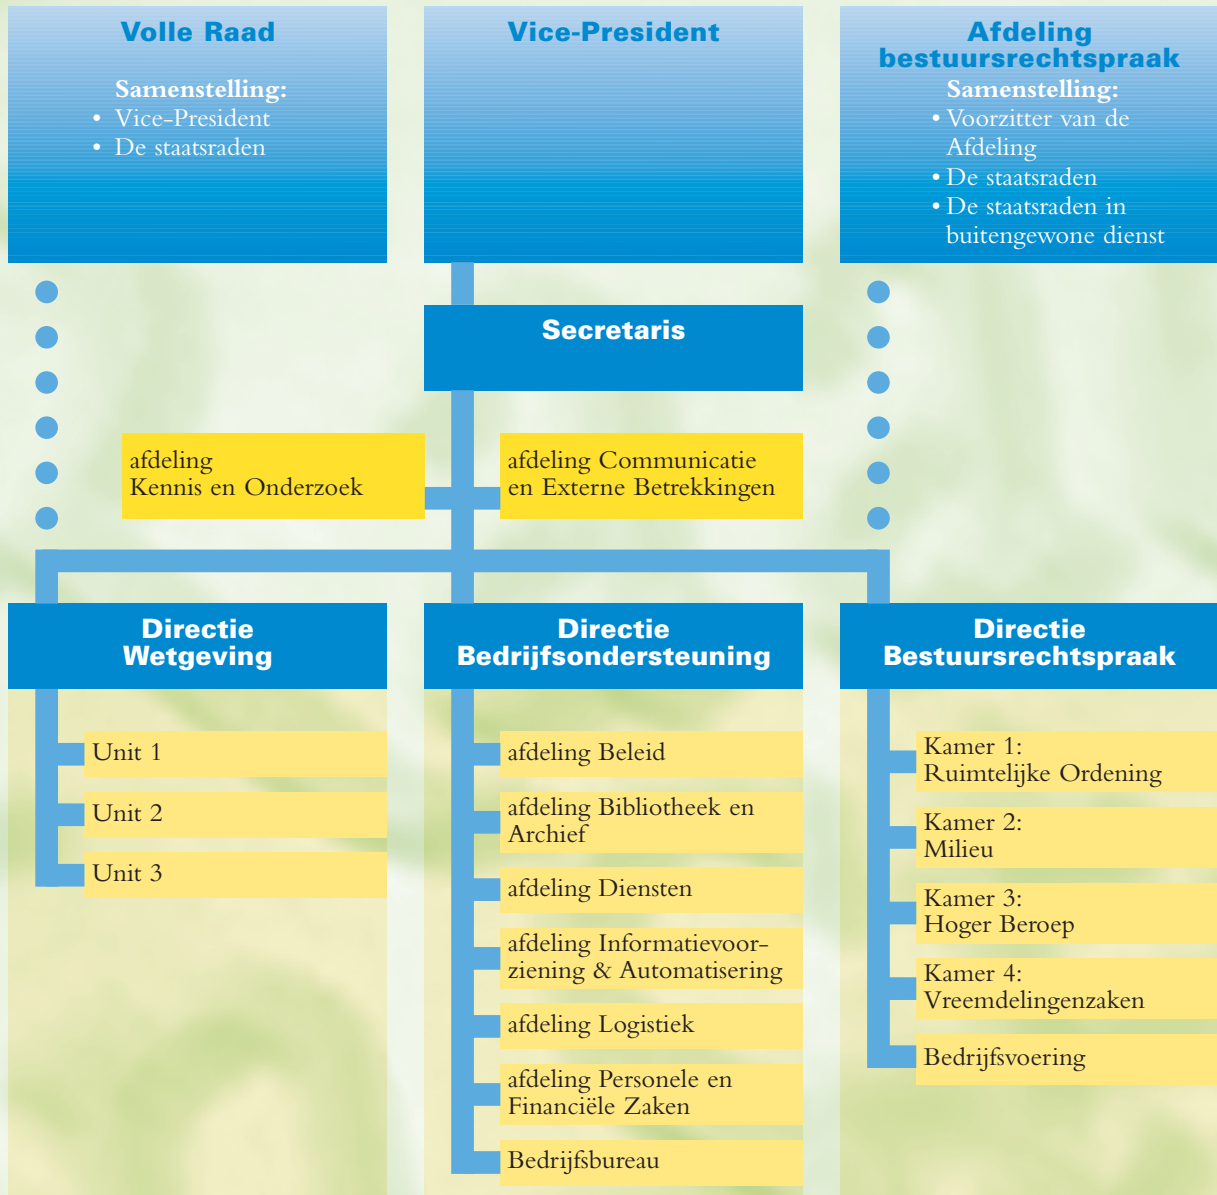 Volle Raad
Samenstelling:
• Vice-President
• De staatsraden
Vice-President
Afdeling
bestuursrechtspraak
Samenstelling:
• Voorzitter van de
Afdeling
• De staatsraden
• De staatsraden in
buitengewone dienst
Secretaris
afdeling
Kennis en Onderzoek
afdeling Communicatie
en Externe Betrekkingen
Directie
Wetgeving
Unit 1
Unit 2
Unit 3
Directie
Bedrijfsondersteuning
afdeling Beleid
afdeling Bibliotheek en
Archief
afdeling Diensten
afdeling Informatievoor-
ziening & Automatisering
afdeling Logistiek
afdeling Personele en
Financiële Zaken
Bedrijfsbureau
Directie
Bestuursrechtspraak
Kamer 1:
Ruimtelijke Ordening
Kamer 2:
Milieu
Kamer 3:
Hoger Beroep
Kamer 4:
Vreemdelingenzaken
Bedrijfsvoering